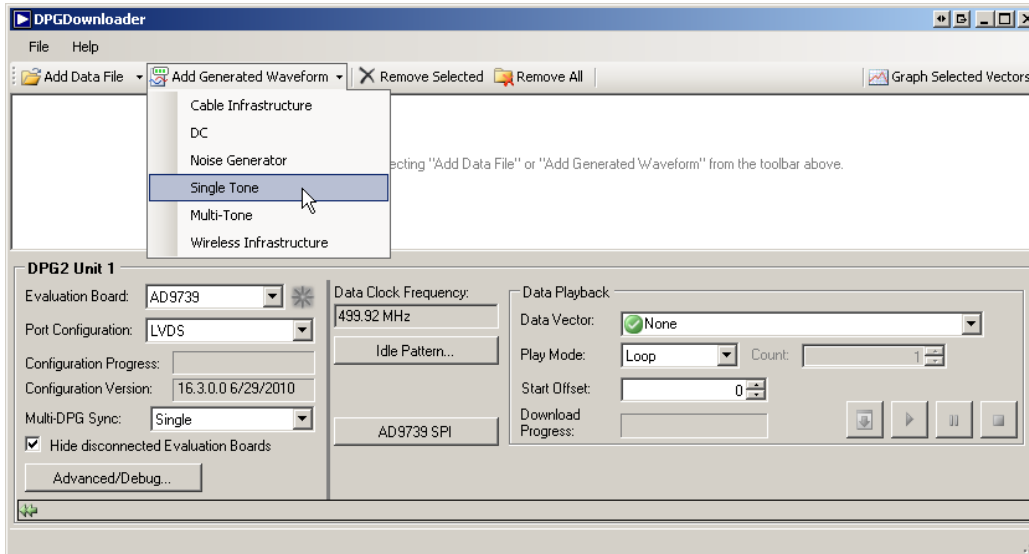 DPGDownloader
File Help
Add Data File Add Generated Waveform Remove Selected Remove All Graph Selected Vectors
Cable Infrastructure
DC
Noise Generator
ecting "Add Data File" or "Add Generated Waveform" from the toolbar above.
Single Tone
Multi-Tone
Wireless Infrastructure
DPG2 Unit 1
Evaluation Board: AD9739
Port Configuration: LVDS
Configuration Progress:
Configuration Version: 16.3.0.0 6/29/2010
Multi-DPG Sync: Single
Hide disconnected Evaluation Boards
Advanced/Debug...
Data Clock Frequency:
499.92 MHz
Idle Pattern...
AD9739 SPI
Data Playback
Data Vector: None
Play Mode: Loop Count: 1
Start Offset: 0
Download
Progress: